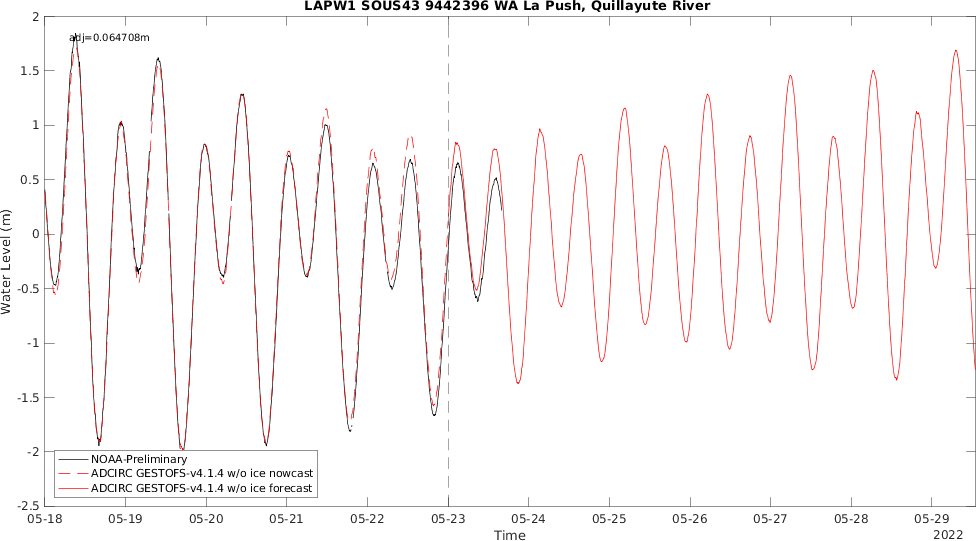 LAPW1 SOUS43 9442396 WA La Push, Quillayute River
adj=0.064708m
2
1.5
1
0.5
0
-0.5
-1
-1.5
-2
-2.5
Water Level (m)
NOAA-Preliminary
ADCIRC GESTOFS-v4.1.4 w/o ice nowcast
ADCIRC GESTOFS-v4.1.4 w/o ice forecast
05-18 05-19 05-20 05-21 05-22 05-23 05-24 05-25 05-26 05-27 05-28 05-29
Time
2022